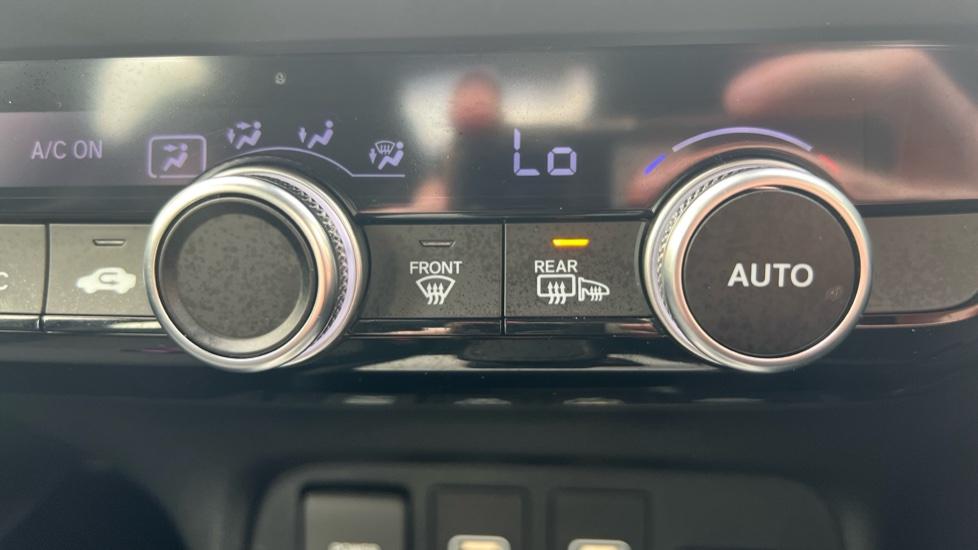 A/C ON
Lo
FRONT
REAR
AUTO